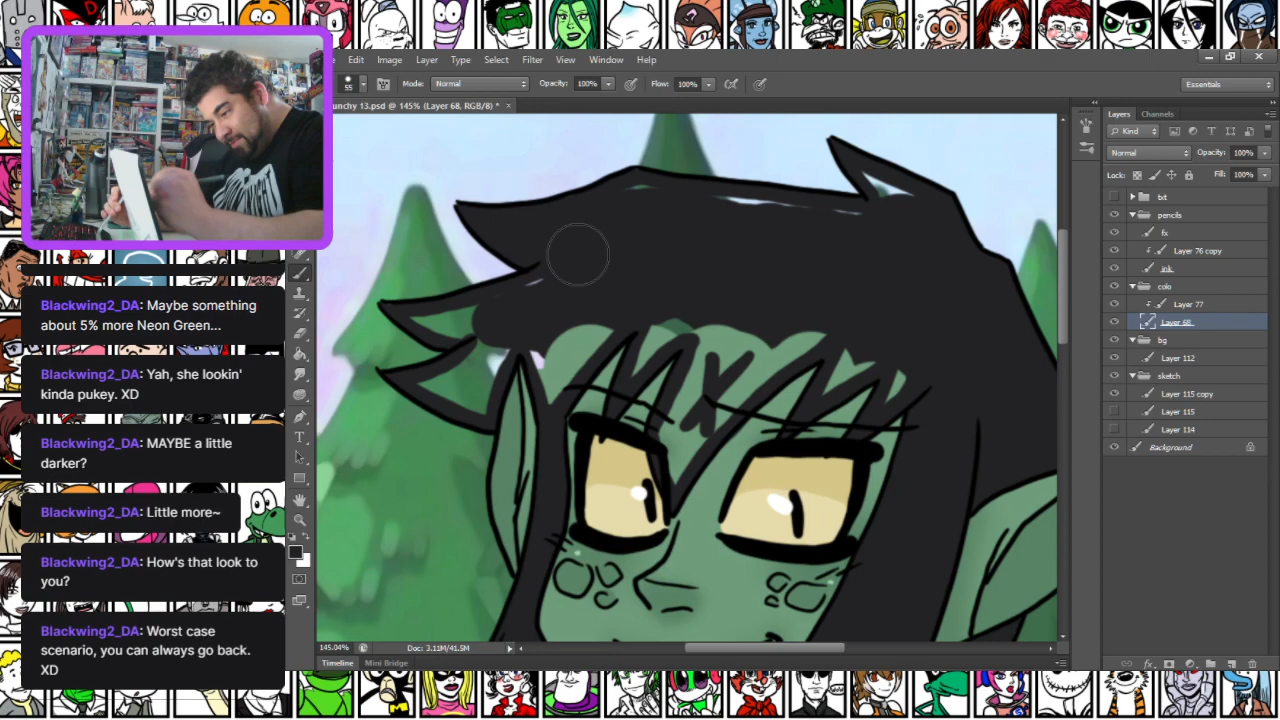 Edit Image Layer Type Select Filter View Window Help
55 Mode: Normal Opacity: 100% Flow: 100% Essentials
unchy 13.psd @ 145% (Layer 68, RGB/8) * ×
Layers Channels
Kind
Normal Opacity: 100%
Lock: Fill: 100%
txt
pencils
fx
Layer 76 copy
ink
colo
Layer 77
Layer 68
bg
Layer 112
sketch
Layer 115 copy
Layer 115
Layer 114
Background
Blackwing2_DA: Maybe something
about 5% more Neon Green...
Blackwing2_DA: Yah, she lookin'
kinda pukey. XD
Blackwing2_DA: MAYBE a little
darker?
Blackwing2_DA: Little more~
Blackwing2_DA: How's that look to
you?
Blackwing2_DA: Worst case
scenario, you can always go back.
XD
145.04% Doc: 3.11M/41.5M
Timeline Mini Bridge